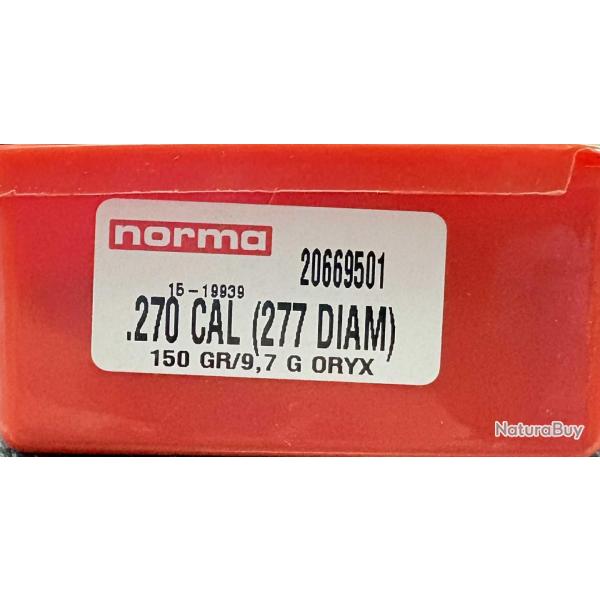 norma
20669501
15-19939
.270 CAL (277 DIAM)
150 GR/9,7 G ORYX
NaturaBuy